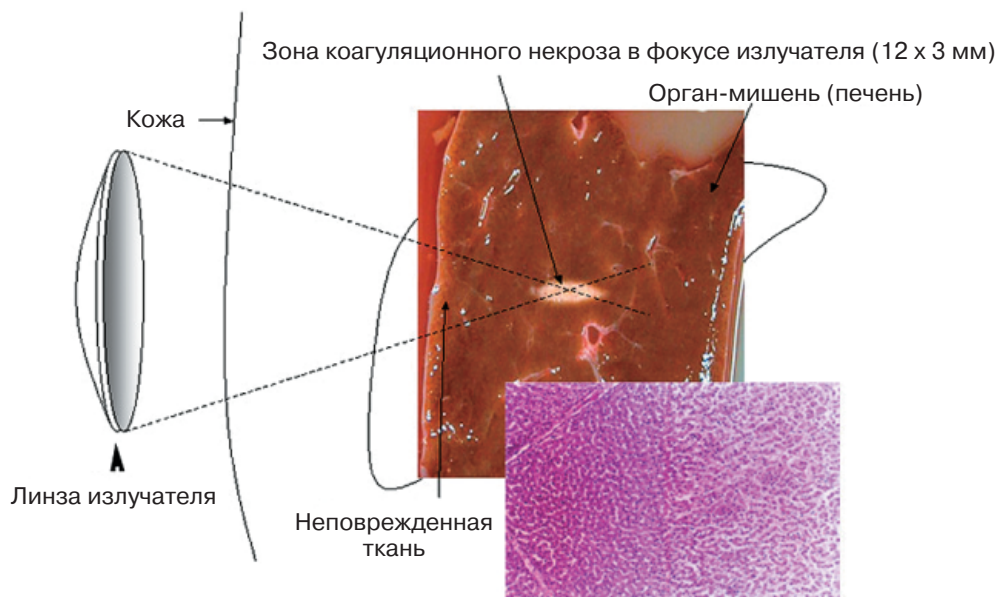 Зона коагуляционного некроза в фокусе излучателя (12 x 3 мм)
Орган-мишень (печень)
Кожа
Линза излучателя
Неповрежденная
ткань